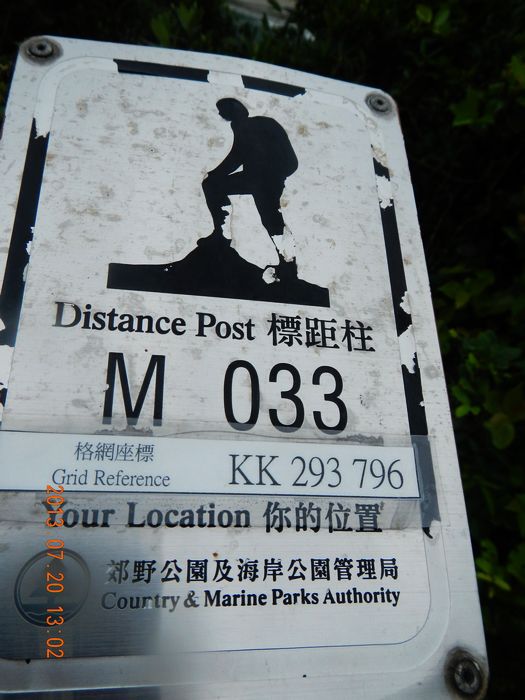 Distance Post 標距柱
M 033
格網座標
Grid Reference
KK 293 796
Your Location 你的位置
郊野公園及海岸公園管理局
Country & Marine Parks Authority
2013.07.20 13:02